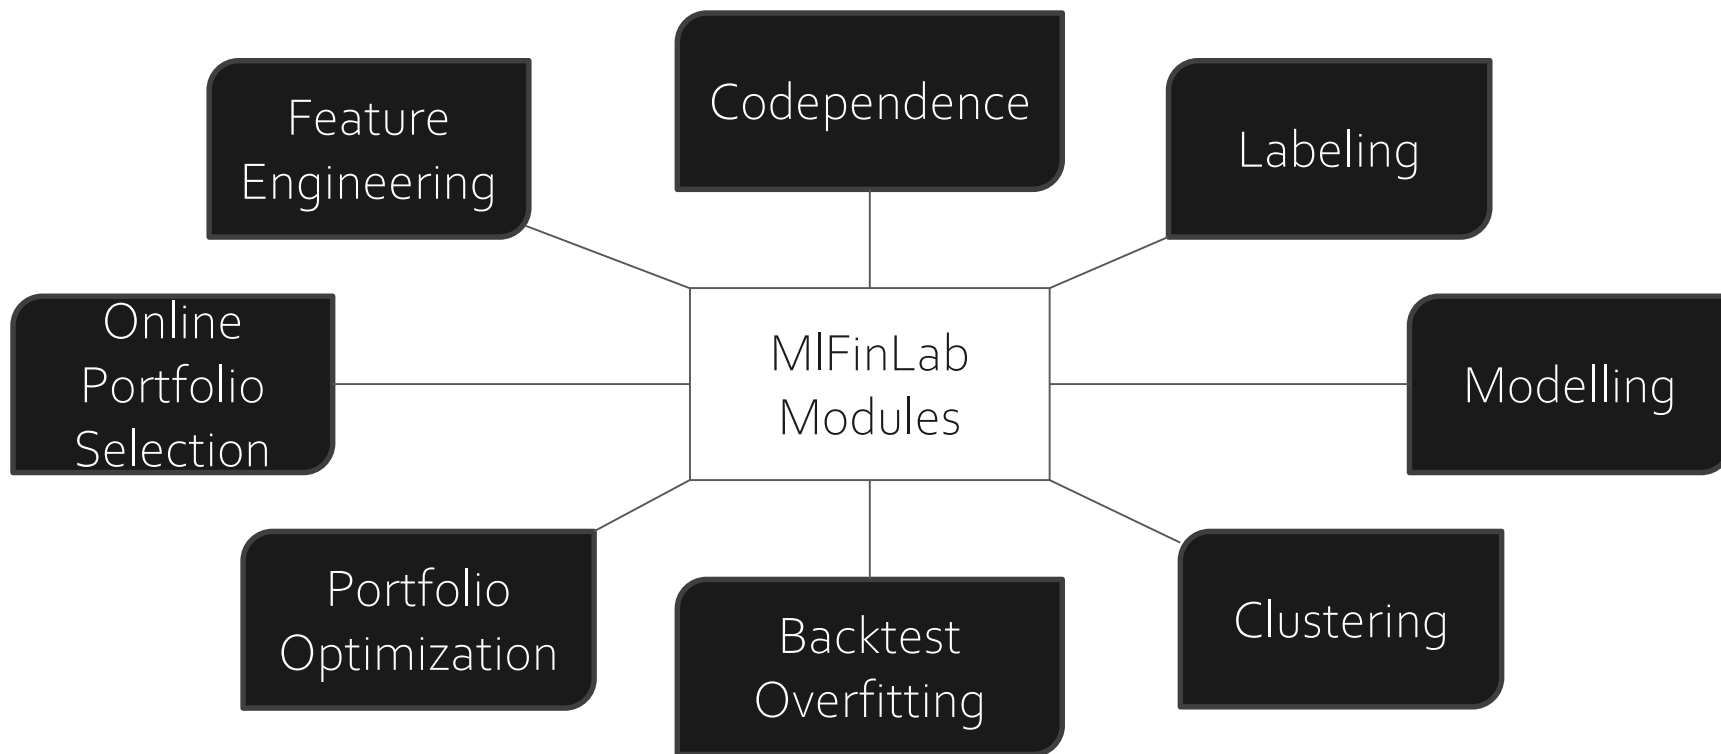 Codependence
Feature
Engineering
Labeling
Online
Portfolio
Selection
MlFinLab
Modules
Modelling
Portfolio
Optimization
Backtest
Overfitting
Clustering